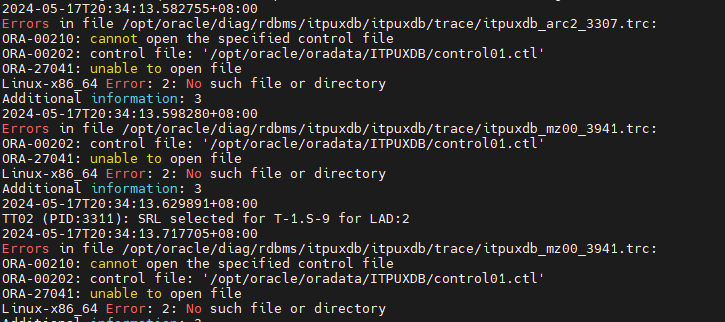 2024-05-17T20:34:13.582755+08:00
Errors in file /opt/oracle/diag/rdbms/itpuxdb/itpuxdb/trace/itpuxdb_arc2_3307.trc:
ORA-00210: cannot open the specified control file
ORA-00202: control file: '/opt/oracle/oradata/ITPUXDB/control01.ctl'
ORA-27041: unable to open file
Linux-x86_64 Error: 2: No such file or directory
Additional information: 3
2024-05-17T20:34:13.598280+08:00
Errors in file /opt/oracle/diag/rdbms/itpuxdb/itpuxdb/trace/itpuxdb_mz00_3941.trc:
ORA-00202: control file: '/opt/oracle/oradata/ITPUXDB/control01.ctl'
ORA-27041: unable to open file
Linux-x86_64 Error: 2: No such file or directory
Additional information: 3
2024-05-17T20:34:13.629891+08:00
TT02 (PID:3311): SRL selected for T-1.S-9 for LAD:2
2024-05-17T20:34:13.717705+08:00
Errors in file /opt/oracle/diag/rdbms/itpuxdb/itpuxdb/trace/itpuxdb_mz00_3941.trc:
ORA-00210: cannot open the specified control file
ORA-00202: control file: '/opt/oracle/oradata/ITPUXDB/control01.ctl'
ORA-27041: unable to open file
Linux-x86_64 Error: 2: No such file or directory
Additional information: 3